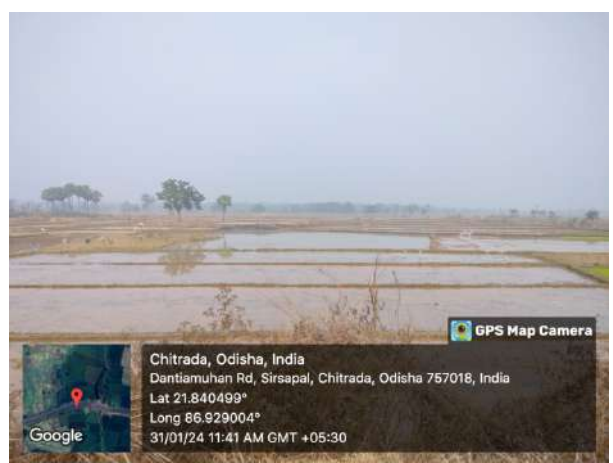 GPS Map Camera
Chitrada, Odisha, India
Dantiamuhan Rd, Sirsapal, Chitrada, Odisha 757018, India
Lat 21.840499°
Long 86.929004°
31/01/24 11:41 AM GMT +05:30
Google